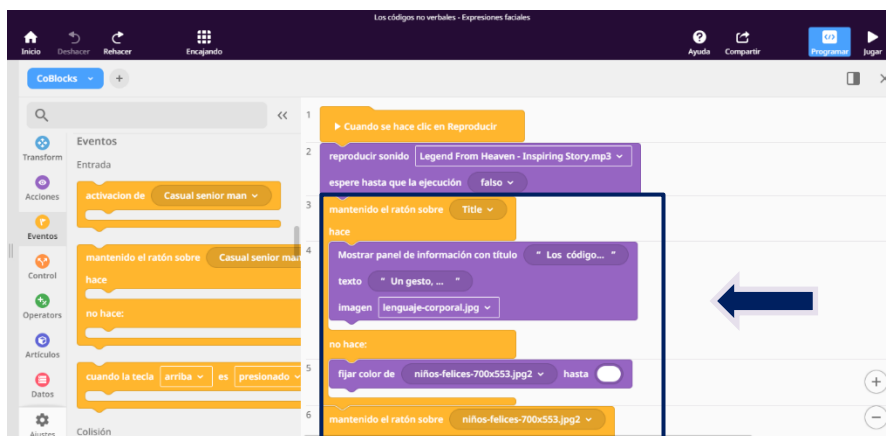 Los códigos no verbales - Expresiones faciales
Inicio Deshacer Rehacer Encajando Ayuda Compartir Programar Jugar
CoBlocks
Transform
Acciones
Eventos
Control
Operators
Artículos
Datos
Ajustes
Eventos
Entrada
activacion de Casual senior man
mantenido el ratón sobre Casual senior man
hace
no hace:
cuando la tecla arriba es presionado
Colisión
1
Cuando se hace clic en Reproducir
2
reproducir sonido Legend From Heaven - Inspiring Story.mp3
espere hasta que la ejecución falso
3
mantenido el ratón sobre Title
hace
4
Mostrar panel de información con título “ Los código... ”
texto “ Un gesto, ... ”
imagen lenguaje-corporal.jpg
no hace:
5
fijar color de niños-felices-700x553.jpg2 hasta
6
mantenido el ratón sobre niños-felices-700x553.jpg2